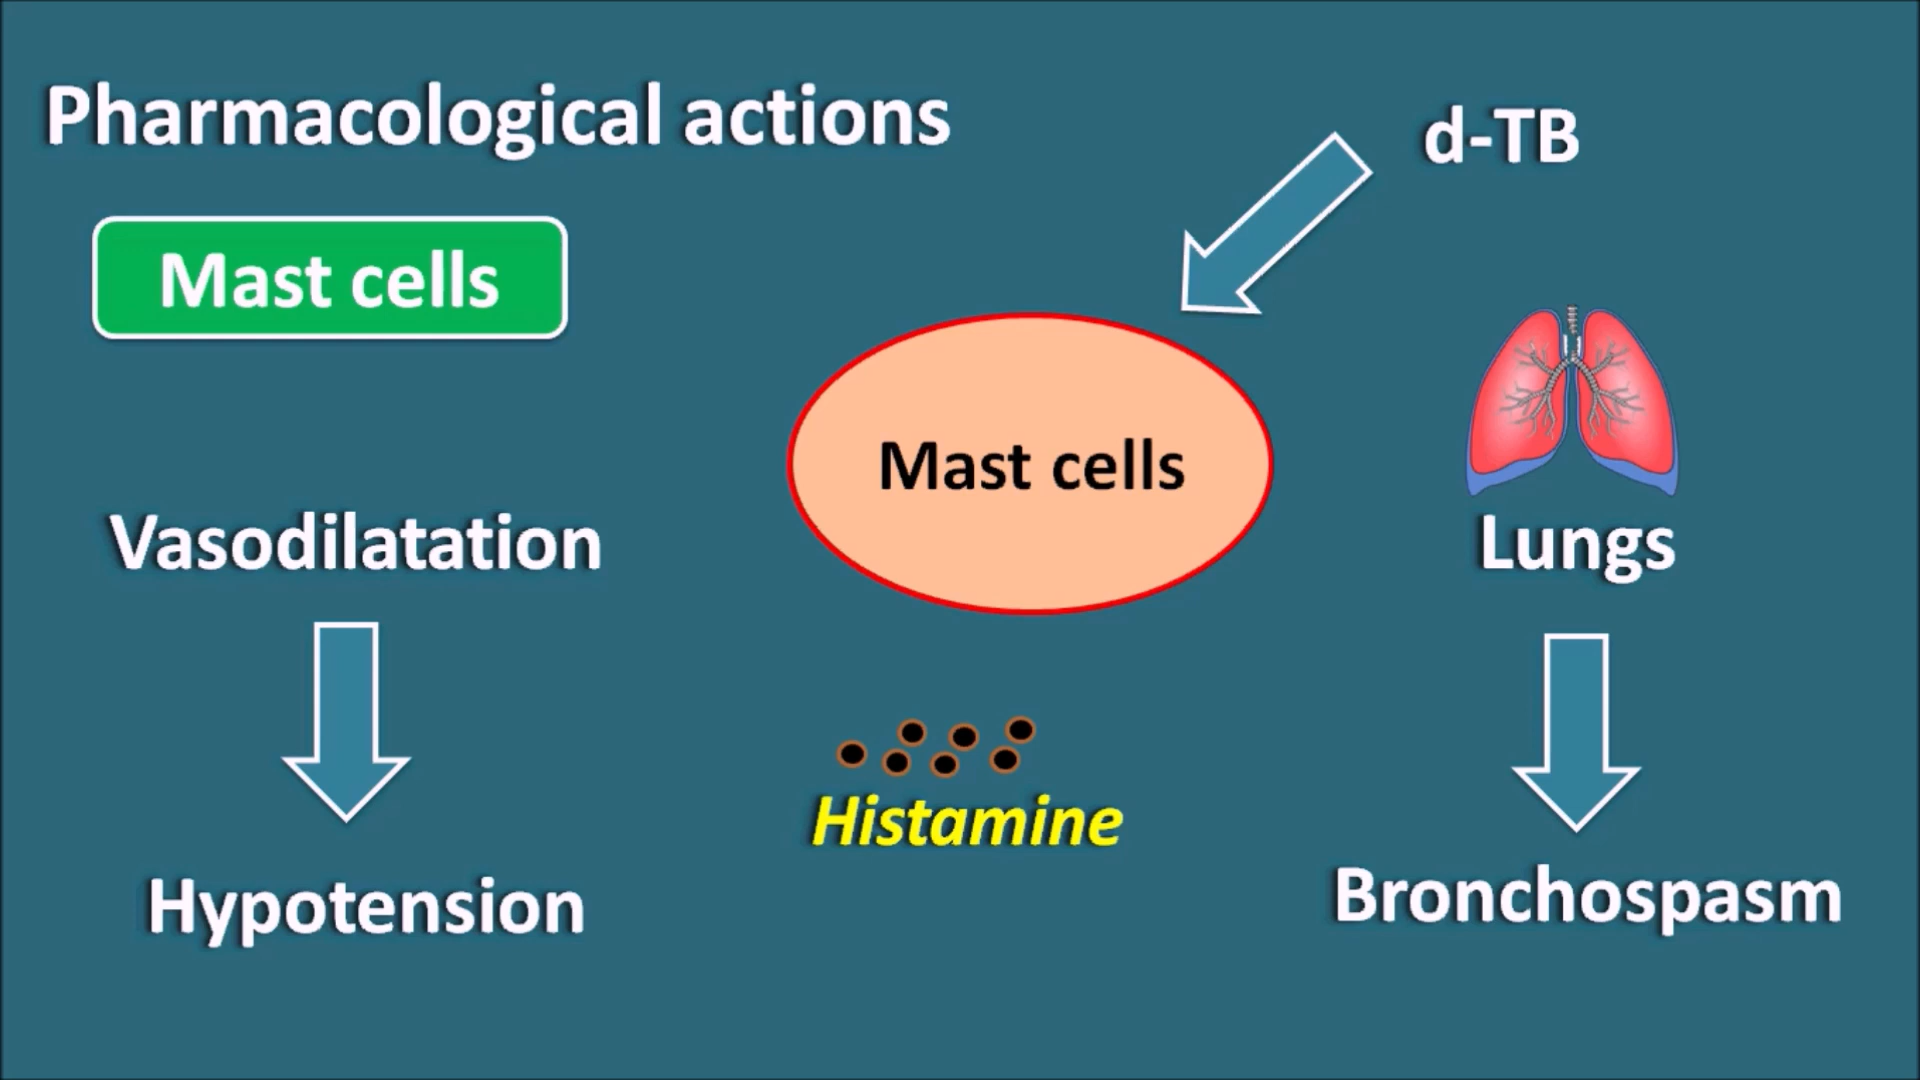 Pharmacological actions
d-TB
Mast cells
Mast cells
Vasodilatation
Lungs
Histamine
Hypotension
Bronchospasm